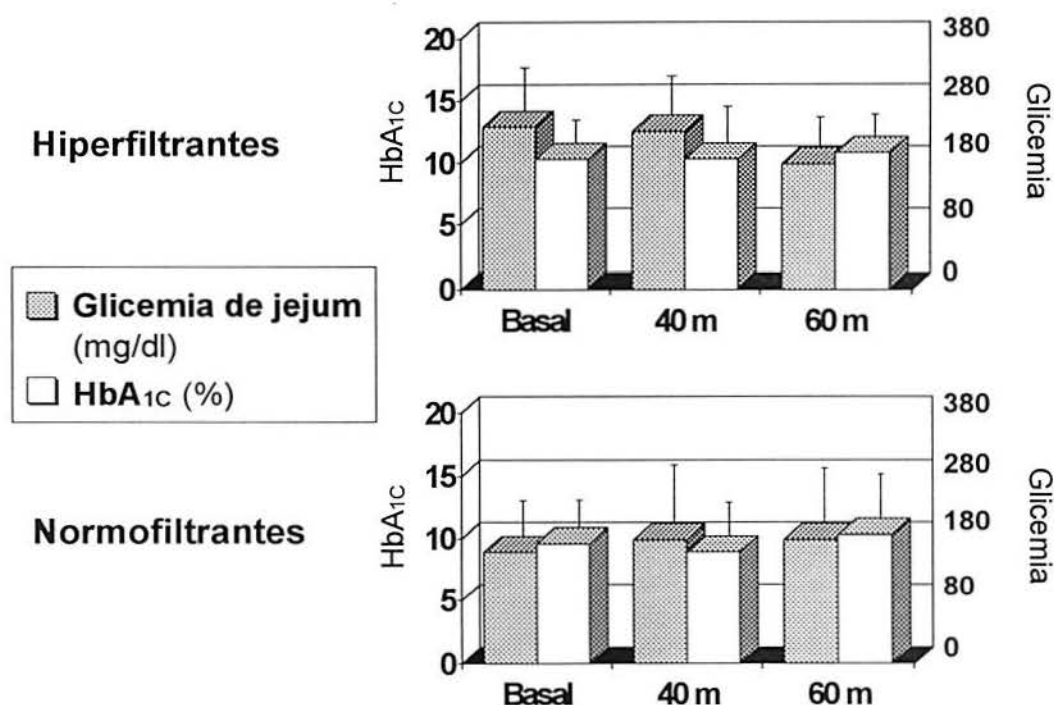 Hiperfiltrantes
HbA1C
20
15
10
5
0
380
280
180
80
0
Glicemia
Basal 40 m 60 m
Glicemia de jejum
(mg/dl)
HbA1C (%)
Normofiltrantes
HbA1C
20
15
10
5
0
380
280
180
80
0
Glicemia
Basal 40 m 60 m